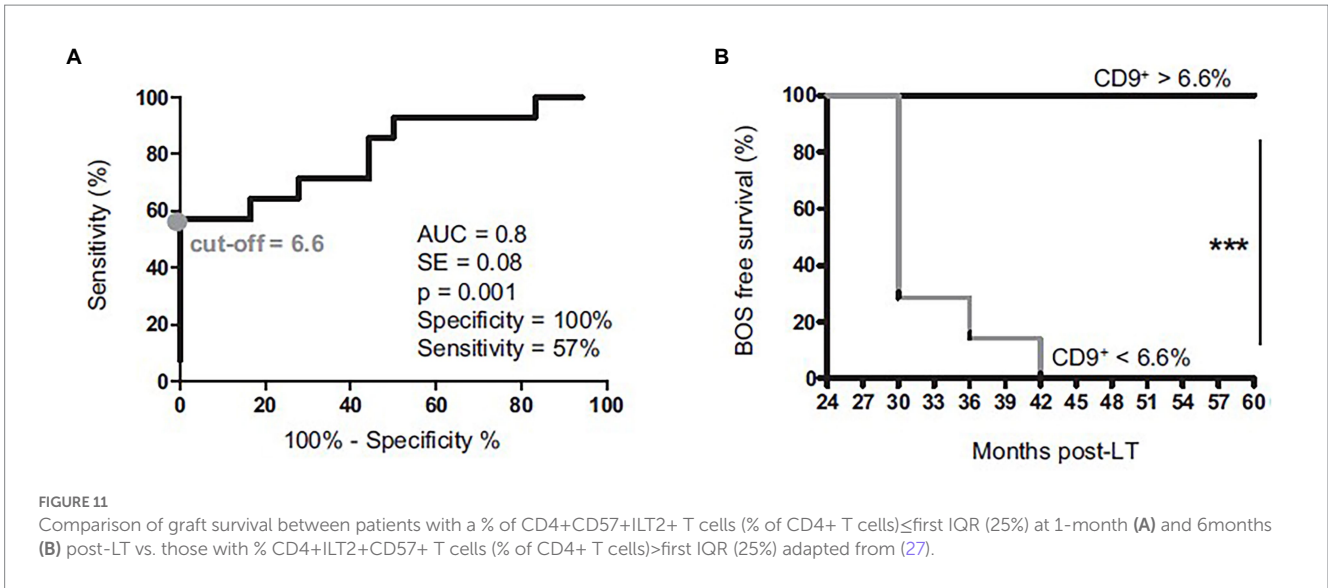 A
100
80
60
40
20
0
Sensitivity (%)
cut-off = 6.6
AUC = 0.8
SE = 0.08
p = 0.001
Specificity = 100%
Sensitivity = 57%
0 20 40 60 80 100
100% - Specificity %
B
CD9+ > 6.6%
100
80
60
40
20
0
BOS free survival (%)
***
CD9+ < 6.6%
24 27 30 33 36 39 42 45 48 51 54 57 60
Months post-LT
FIGURE 11
Comparison of graft survival between patients with a % of CD4+CD57+ILT2+ T cells (% of CD4+ T cells)≤first IQR (25%) at 1-month (A) and 6months
(B) post-LT vs. those with % CD4+ILT2+CD57+ T cells (% of CD4+ T cells)>first IQR (25%) adapted from (27).